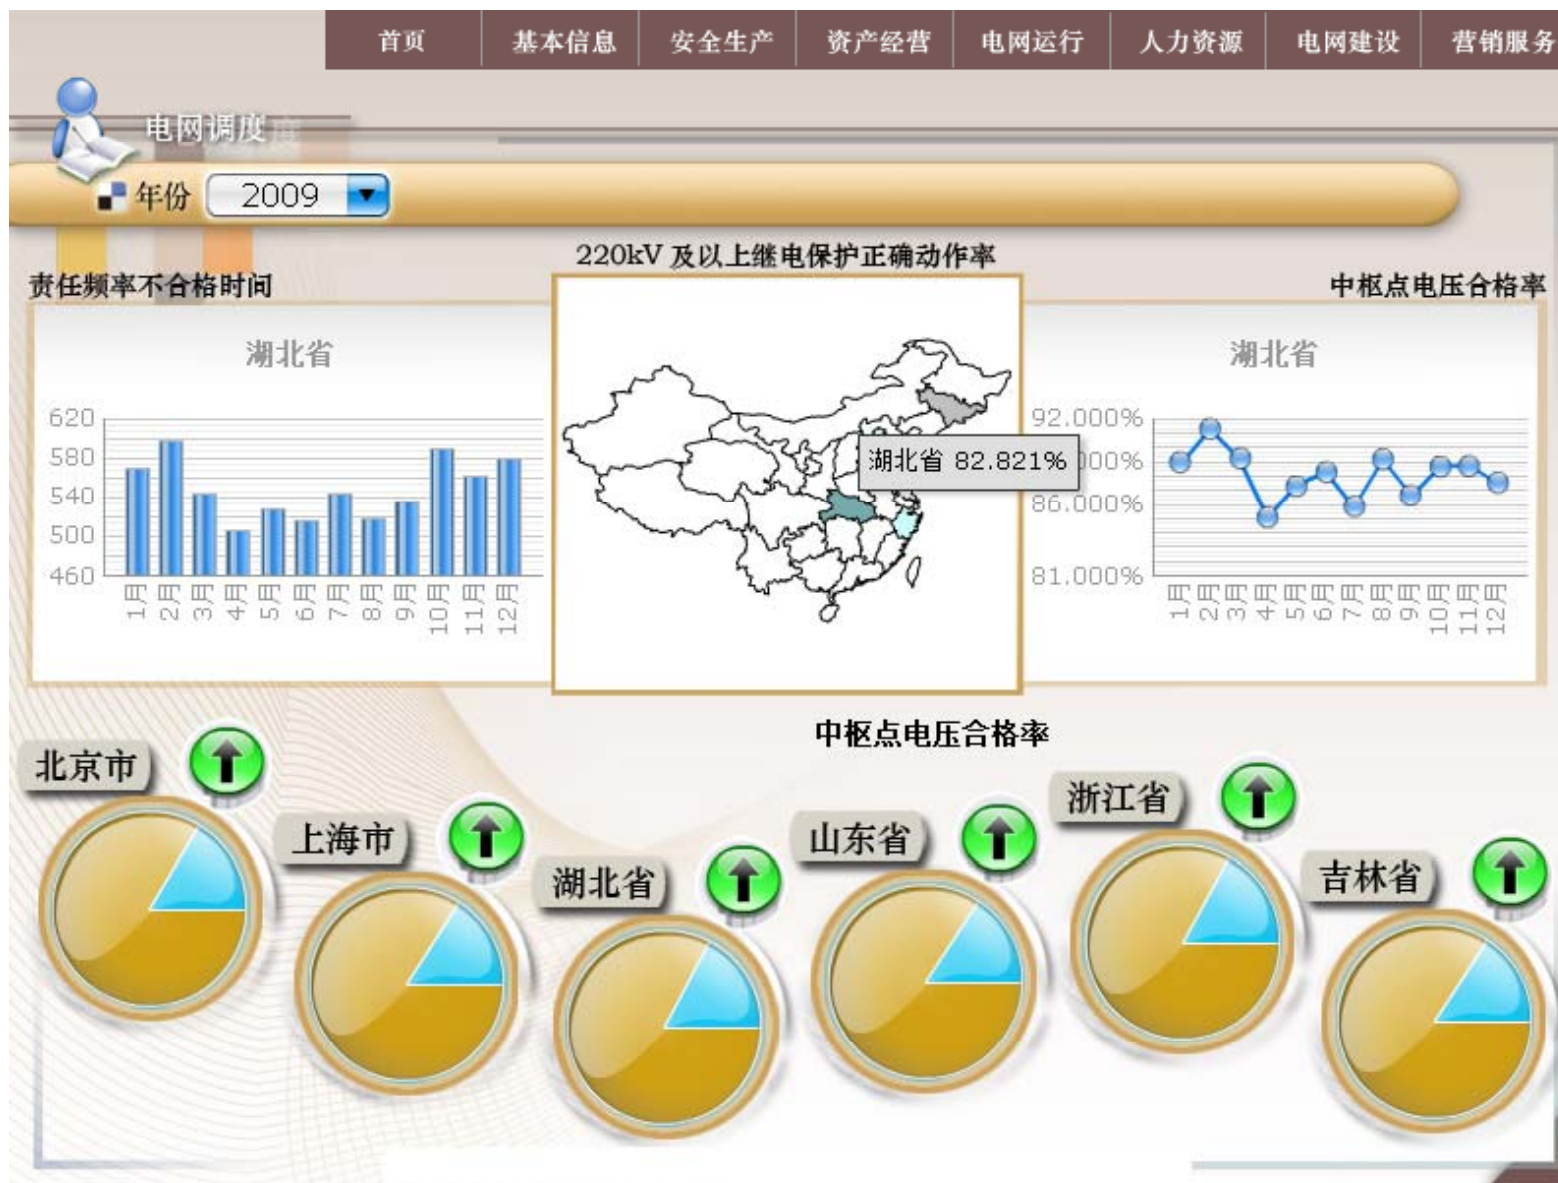 首页 基本信息 安全生产 资产经营 电网运行 人力资源 电网建设 营销服务
电网调度
年份 2009
责任频率不合格时间
220kV 及以上继电保护正确动作率
中枢点电压合格率
湖北省
620
580
540
500
460
1月 2月 3月 4月 5月 6月 7月 8月 9月 10月 11月 12月
湖北省 82.821%
湖北省
92.000%
000%
86.000%
81.000%
1月 2月 3月 4月 5月 6月 7月 8月 9月 10月 11月 12月
中枢点电压合格率
北京市
上海市
湖北省
山东省
浙江省
吉林省